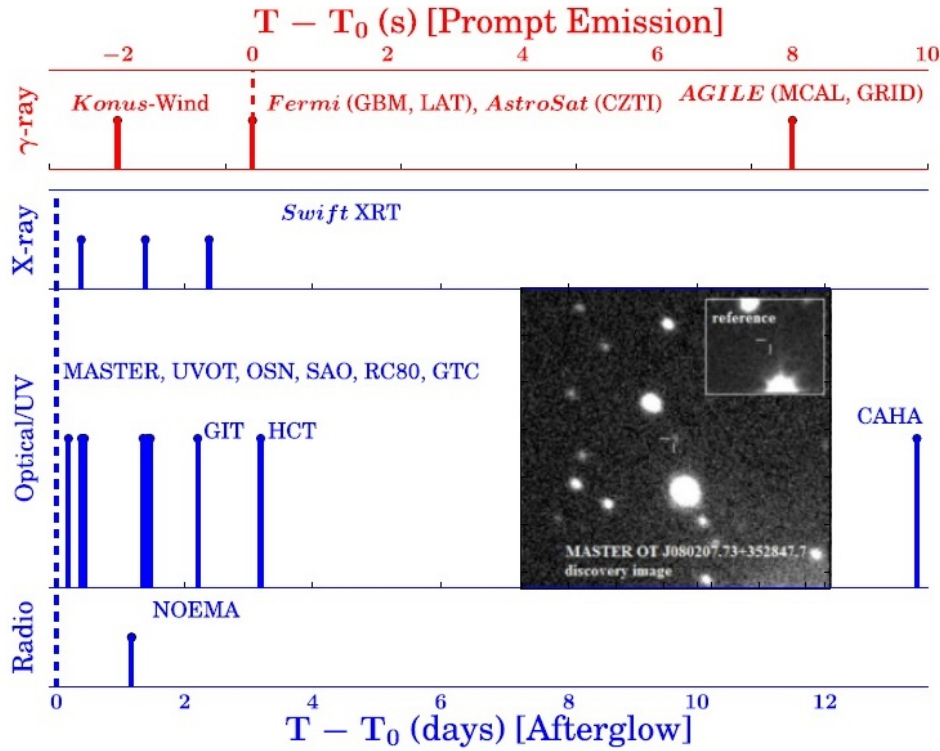 T − T₀ (s) [Prompt Emission]
−2 0 2 4 6 8 10
γ-ray
Konus-Wind
Fermi (GBM, LAT), AstroSat (CZTI)
AGILE (MCAL, GRID)
X-ray
Swift XRT
Optical/UV
MASTER, UVOT, OSN, SAO, RC80, GTC
GIT
HCT
reference
MASTER OT J080207.73+352847.7
discovery image
CAHA
Radio
NOEMA
0 2 4 6 8 10 12
T − T₀ (days) [Afterglow]